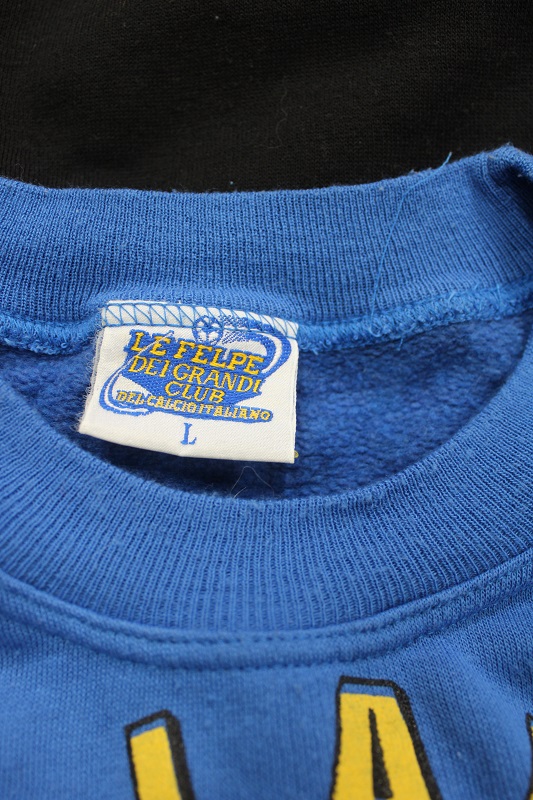 LE FELPE
DEI GRANDI
CLUB
DEL CALCIO ITALIANO
L